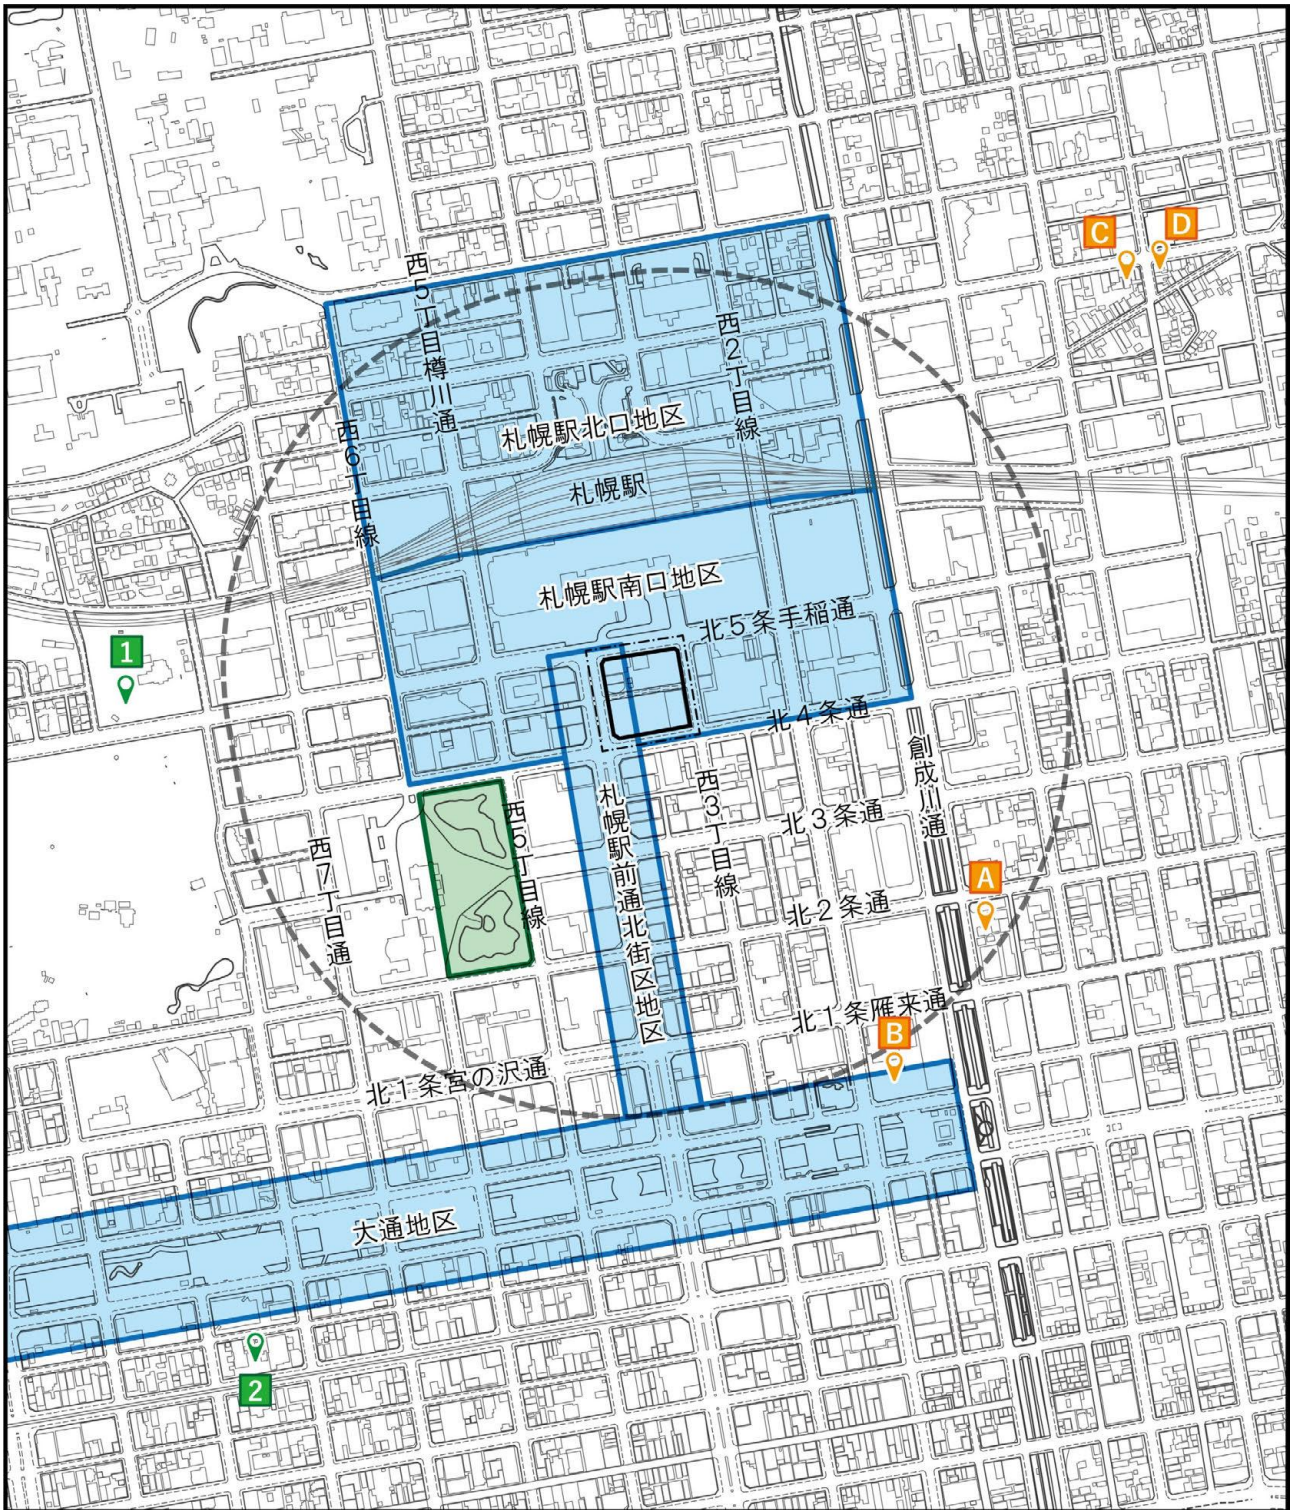 C
D
西5丁目樽川通
西2丁目線
札幌駅北口地区
西6丁目線
札幌駅
札幌駅南口地区
北5条手稲通
1
北4条通
創成川通
札幌駅前通北街区地区
西3丁目線
西5丁目線
北3条通
西7丁目通
A
北2条通
北1条雁来通
B
北1条宮の沢通
大通地区
2